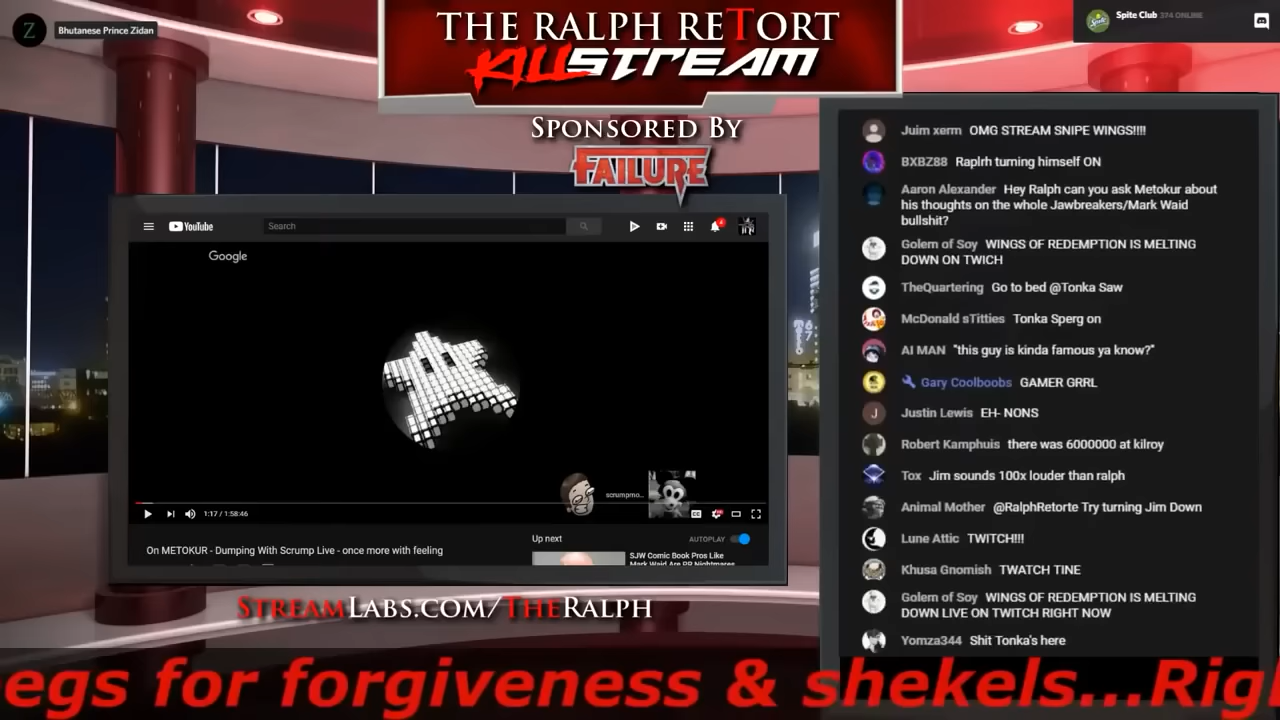 Z
Bhutanese Prince Zidan
THE RALPH RETORT
KILLSTREAM
SPONSORED BY
FAILURE
Spite Club 374 ONLINE
YouTube
Search
4
Google
scrumpmo...
1:17 / 1:58:46
On METOKUR - Dumping With Scrump Live - once more with feeling
Up next
AUTOPLAY
SJW Comic Book Pros Like
Mark Waid Are PR Nightmares
STREAMLABS.COM/THERALPH
Juim xerm OMG STREAM SNIPE WINGS!!!!
BXBZ88 Raplrh turning himself ON
Aaron Alexander Hey Ralph can you ask Metokur about
his thoughts on the whole Jawbreakers/Mark Waid
bullshit?
Golem of Soy WINGS OF REDEMPTION IS MELTING
DOWN ON TWICH
TheQuartering Go to bed @Tonka Saw
McDonald sTitties Tonka Sperg on
AI MAN "this guy is kinda famous ya know?"
Gary Coolboobs GAMER GRRL
J
Justin Lewis EH- NONS
Robert Kamphuis there was 6000000 at kilroy
Tox Jim sounds 100x louder than ralph
Animal Mother @RalphRetorte Try turning Jim Down
Lune Attic TWITCH!!!
Khusa Gnomish TWATCH TINE
Golem of Soy WINGS OF REDEMPTION IS MELTING
DOWN LIVE ON TWITCH RIGHT NOW
Yomza344 Shit Tonka's here
egs for forgiveness & shekels...Rig